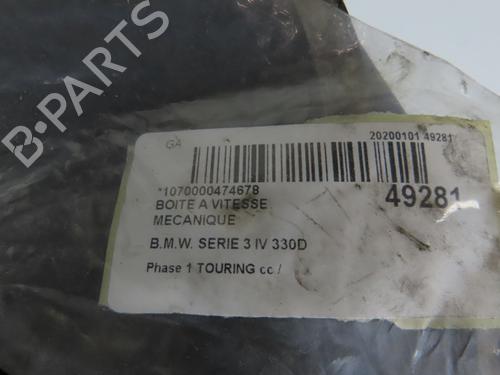 B-PARTS
GA
20200101 49281
*1070000474678
BOITE A VITESSE
MECANIQUE
49281
B.M.W. SERIE 3 IV 330D
Phase 1 TOURING cc /